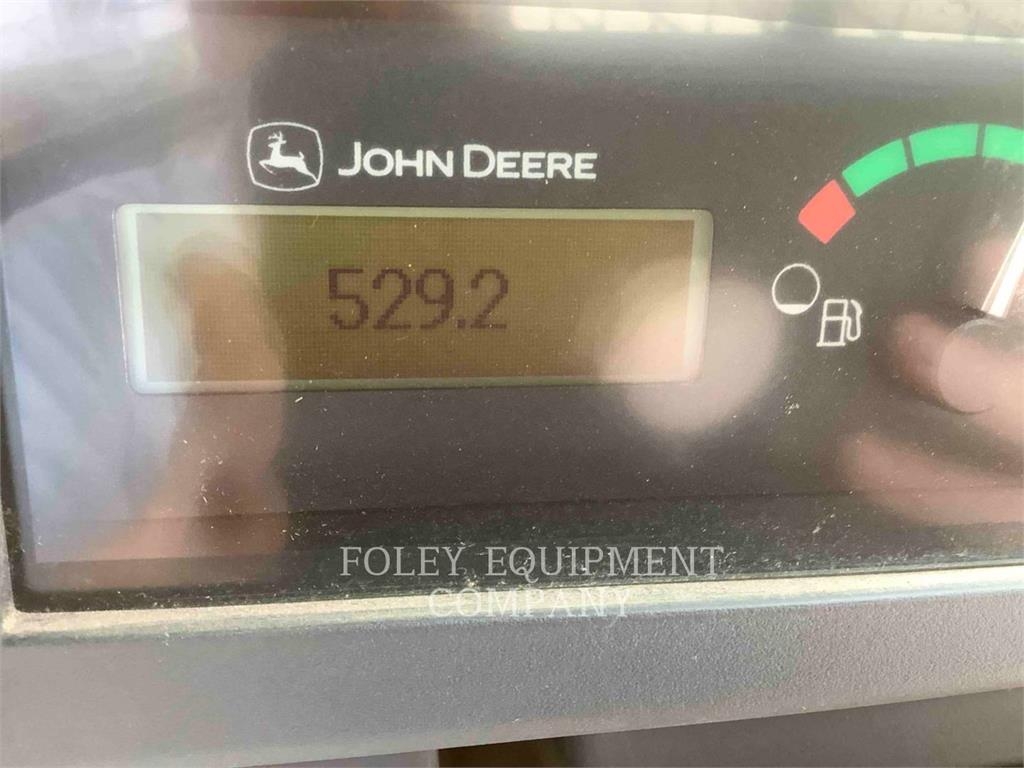 JOHN DEERE
529.2
FOLEY EQUIPMENT
COMPANY